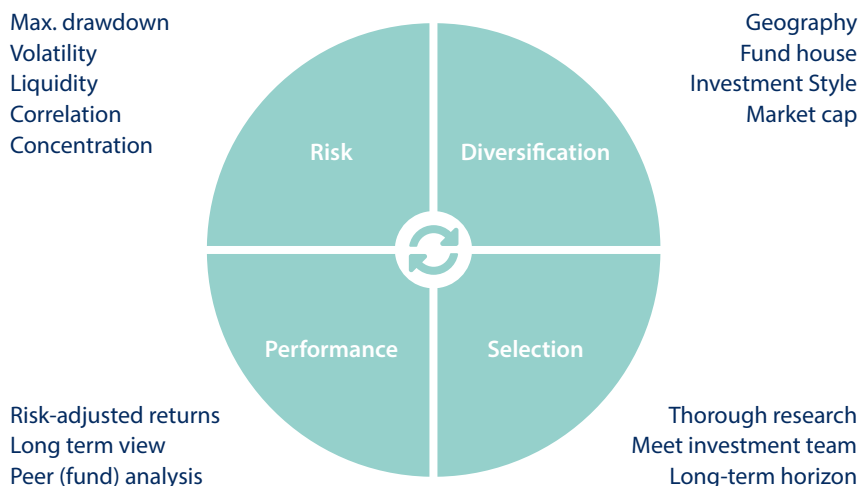 Max. drawdown
Volatility
Liquidity
Correlation
Concentration
Geography
Fund house
Investment Style
Market cap
Risk
Diversification
Performance
Selection
Risk-adjusted returns
Long term view
Peer (fund) analysis
Thorough research
Meet investment team
Long-term horizon